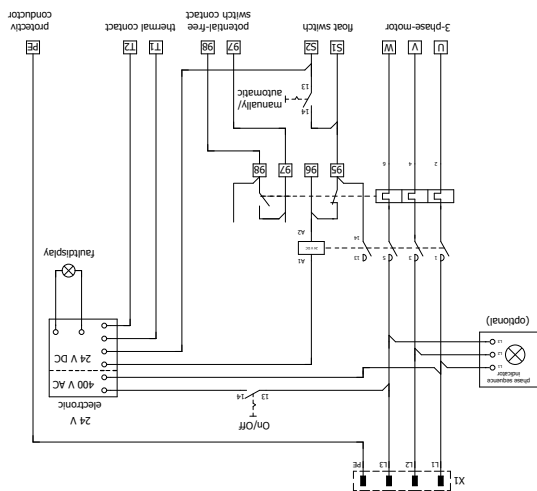 X1
L1 L2 L3 PE
On/Off
13 14
24 V
electronic
400 V AC
24 V DC
phase sequence
indicator
L1
L2
L3
(optional)
faultdisplay
A1
A2
1 3 5 13
14
2 4 6
95 96 97 98
14
13
manually/
automatic
U V W S1 S2 97 98 T1 T2 PE
3-phase-motor
float switch
potential-free
switch contact
thermal contact
protectiv
conductor